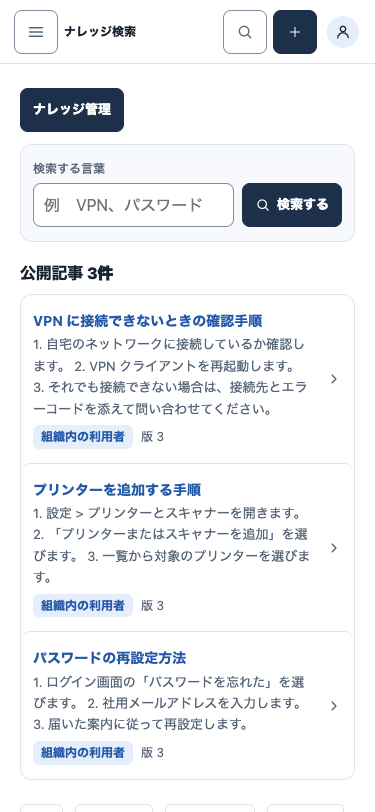 ナレッジ検索
ナレッジ管理
検索する言葉
例　VPN、パスワード
検索する
公開記事 3件
VPN に接続できないときの確認手順
1. 自宅のネットワークに接続しているか確認し
ます。 2. VPN クライアントを再起動します。
3. それでも接続できない場合は、接続先とエラ
ーコードを添えて問い合わせてください。
組織内の利用者 版 3
プリンターを追加する手順
1. 設定 > プリンターとスキャナーを開きます。
2. 「プリンターまたはスキャナーを追加」を選
びます。 3. 一覧から対象のプリンターを選びま
す。
組織内の利用者 版 3
パスワードの再設定方法
1. ログイン画面の「パスワードを忘れた」を選
びます。 2. 社用メールアドレスを入力します。
3. 届いた案内に従って再設定します。
組織内の利用者 版 3